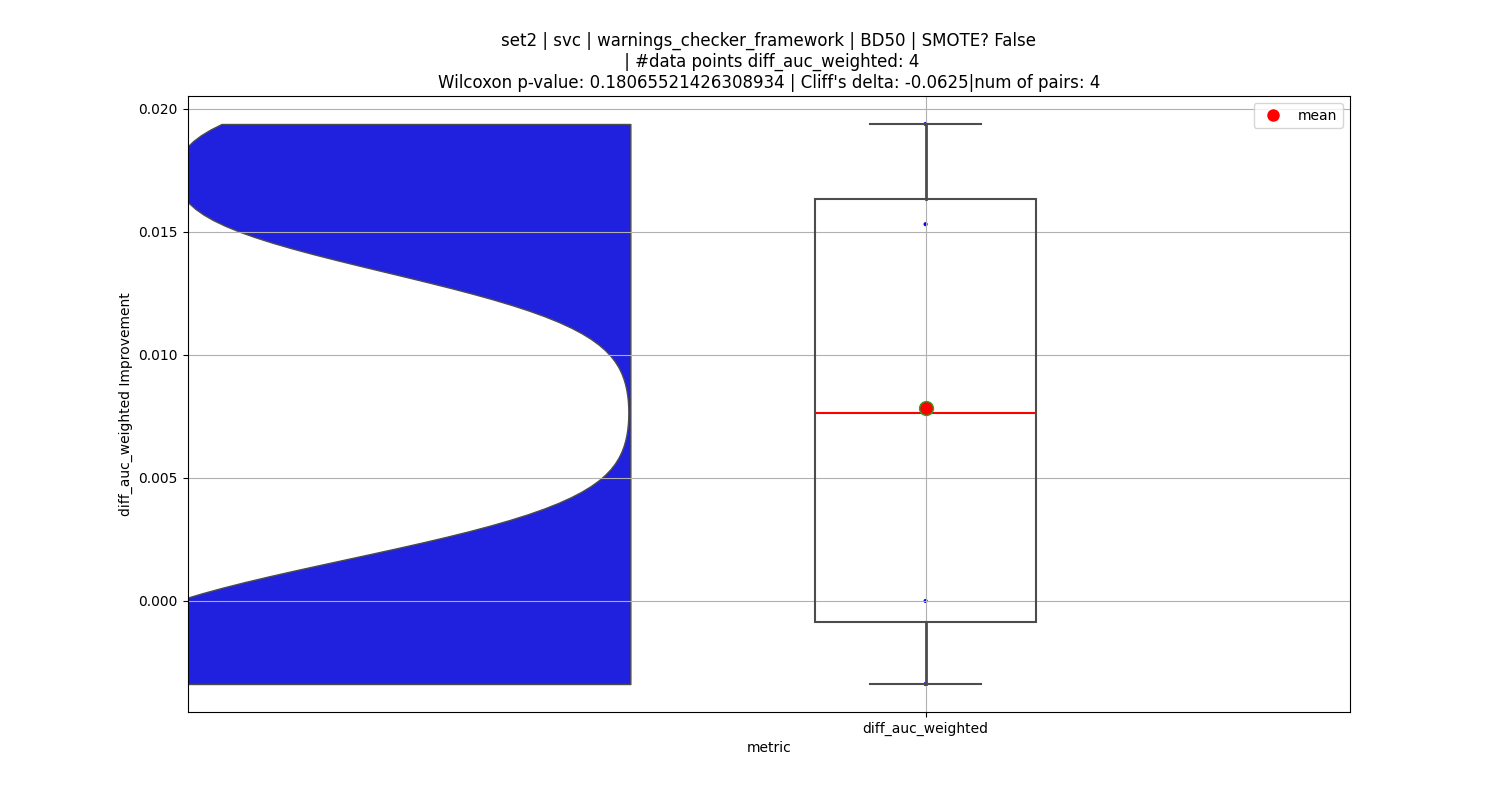 set2 | svc | warnings_checker_framework | BD50 | SMOTE? False
| #data points diff_auc_weighted: 4
Wilcoxon p-value: 0.18065521426308934 | Cliff's delta: -0.0625|num of pairs: 4
mean
0.020
0.015
0.010
0.005
0.000
diff_auc_weighted Improvement
diff_auc_weighted
metric